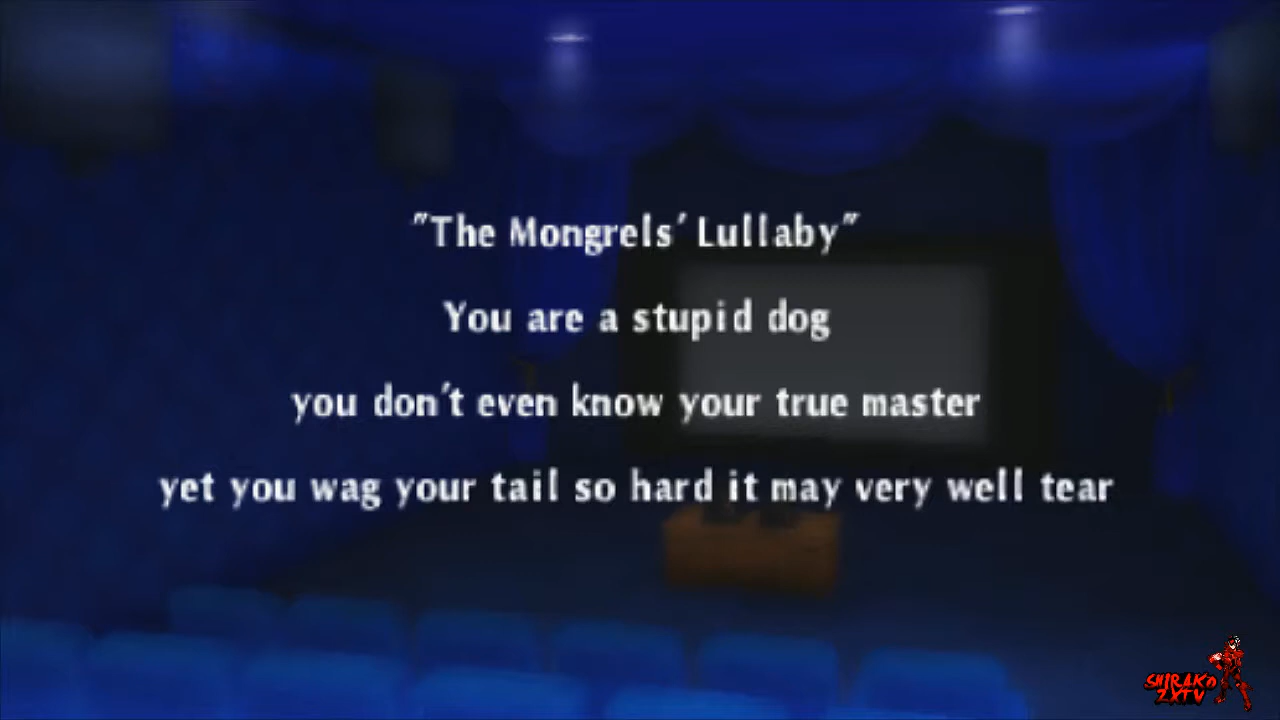 "The Mongrels' Lullaby"
You are a stupid dog
you don't even know your true master
yet you wag your tail so hard it may very well tear
SHIRAKO
ZXTV